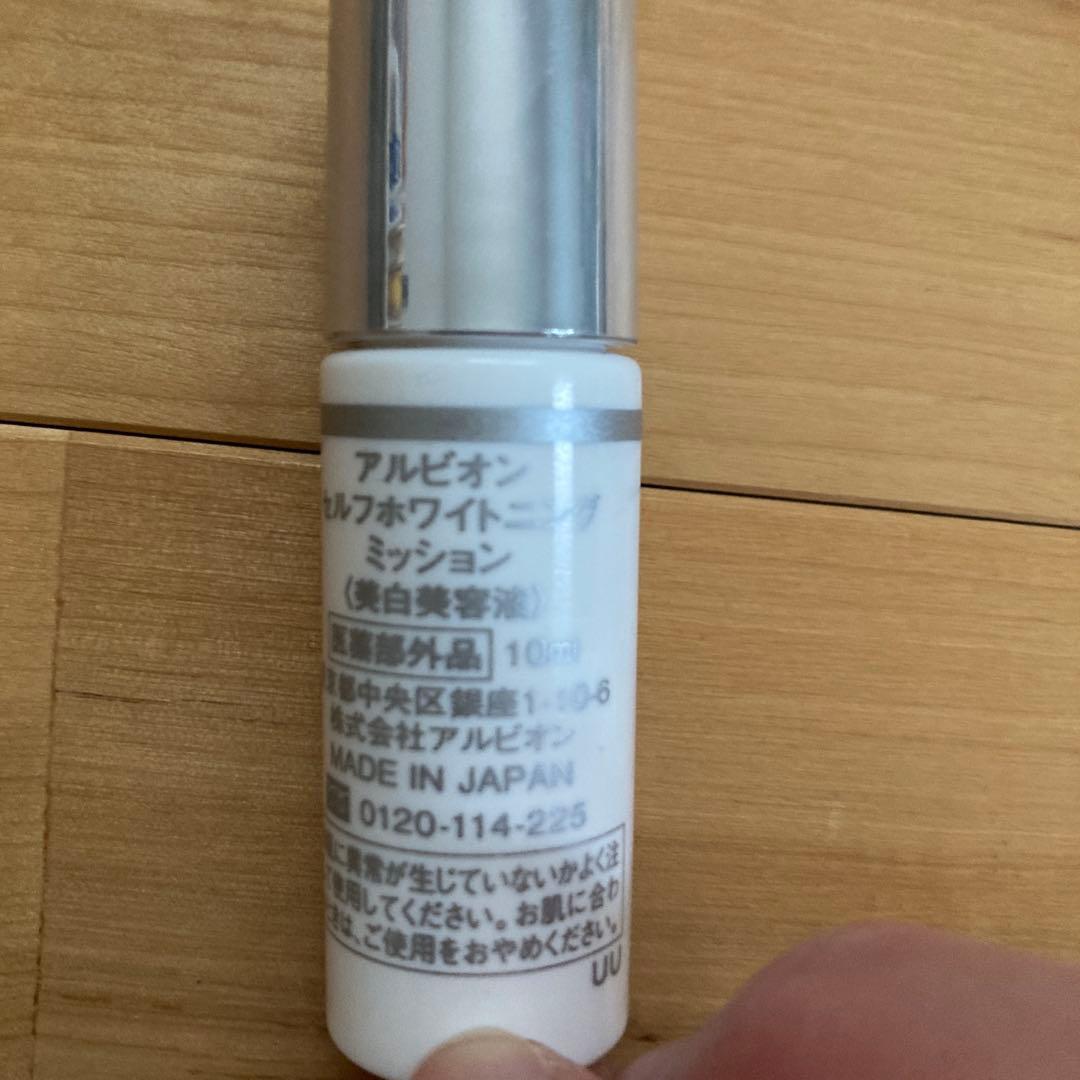 アルビオン
セルフホワイトニング
ミッション
〈美白美容液〉
医薬部外品 10ml
京都中央区銀座1-10-6
株式会社アルビオン
MADE IN JAPAN
0120-114-225
に異常が生じていないかよく注
使用してください。お肌に合わ
は、ご使用をおやめください。
UU